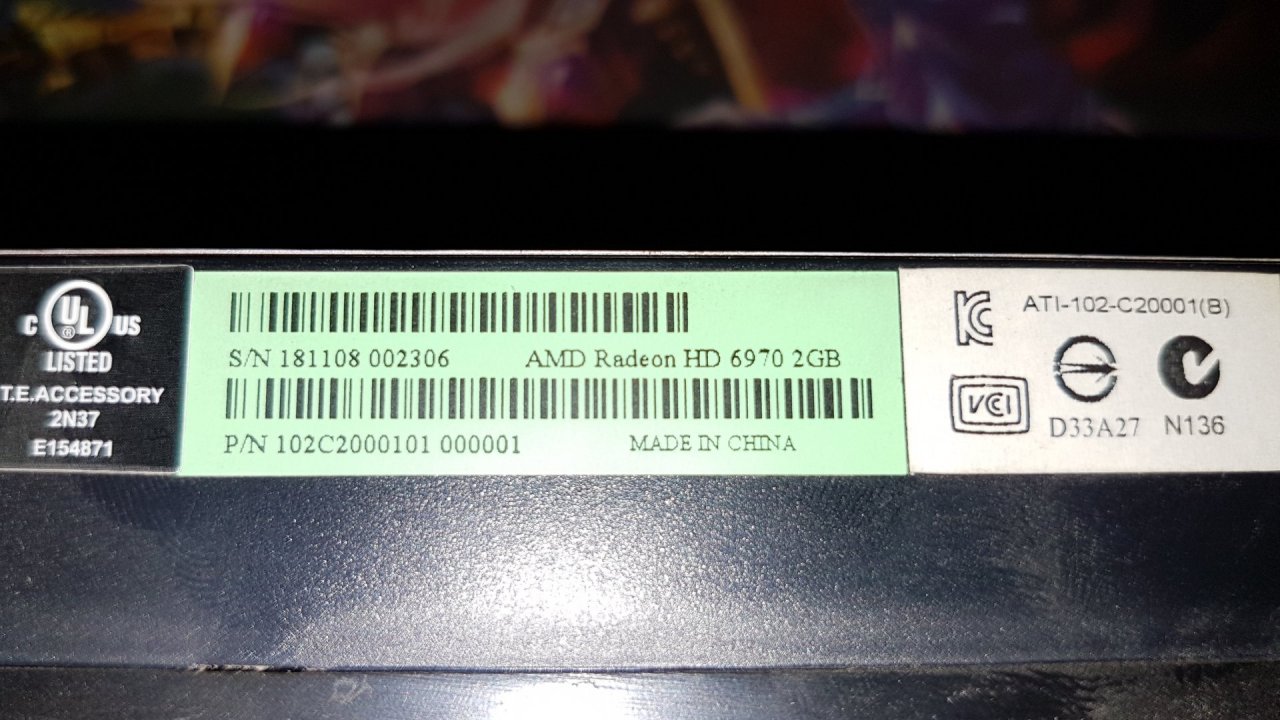 C UL US
®
LISTED
T.E.ACCESSORY
2N37
E154871
S/N 181108 002306 AMD Radeon HD 6970 2GB
P/N 102C2000101 000001 MADE IN CHINA
KC ATI-102-C20001(B)
VCI D33A27 N136